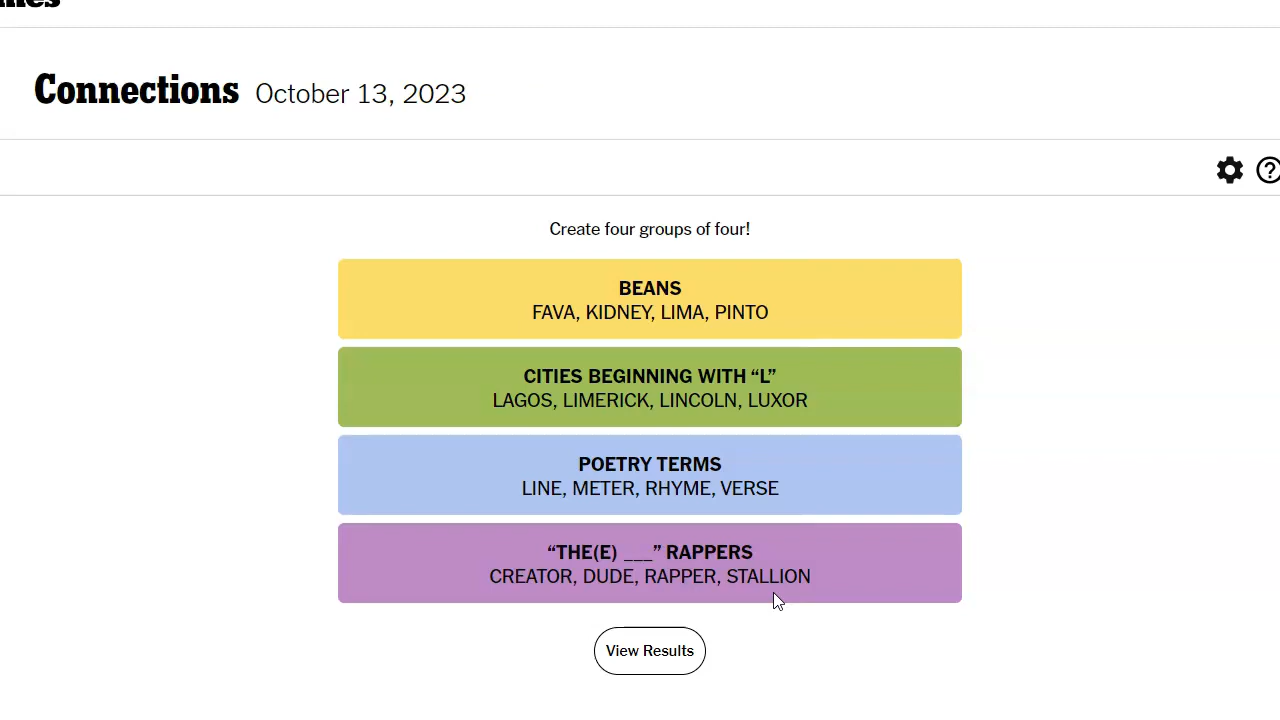 Connections October 13, 2023
Create four groups of four!
BEANS
FAVA, KIDNEY, LIMA, PINTO
CITIES BEGINNING WITH “L”
LAGOS, LIMERICK, LINCOLN, LUXOR
POETRY TERMS
LINE, METER, RHYME, VERSE
“THE(E) ___” RAPPERS
CREATOR, DUDE, RAPPER, STALLION
View Results